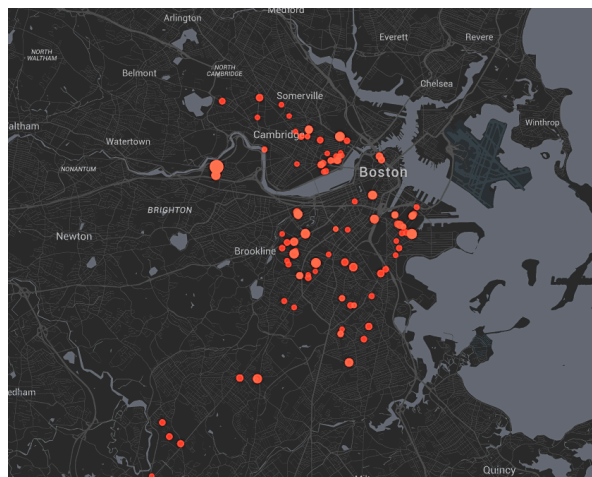 Medford
Arlington
Everett
Revere
NORTH
WALTHAM
Belmont
NORTH
CAMBRIDGE
Chelsea
Somerville
altham
Winthrop
Cambridge
Watertown
NONANTUM
Boston
BRIGHTON
Newton
Brookline
edham
Quincy